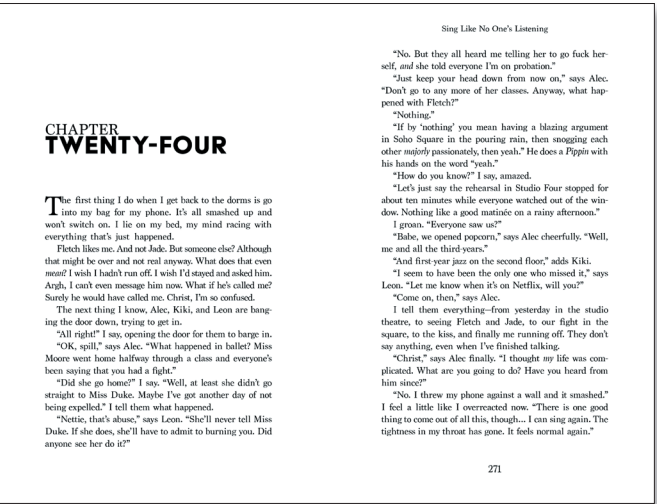 CHAPTER
TWENTY-FOUR
The first thing I do when I get back to the dorms is go
into my bag for my phone. It’s all smashed up and
won’t switch on. I lie on my bed, my mind racing with
everything that’s just happened.
Fletch likes me. And not Jade. But someone else? Although
that might be over and not real anyway. What does that even
mean? I wish I hadn’t run off. I wish I’d stayed and asked him.
Argh, I can’t even message him now. What if he’s called me?
Surely he would have called me. Christ, I’m so confused.
The next thing I know, Alec, Kiki, and Leon are bang-
ing the door down, trying to get in.
“All right!” I say, opening the door for them to barge in.
“OK, spill,” says Alec. “What happened in ballet? Miss
Moore went home halfway through a class and everyone’s
been saying that you had a fight.”
“Did she go home?” I say. “Well, at least she didn’t go
straight to Miss Duke. Maybe I’ve got another day of not
being expelled.” I tell them what happened.
“Nettie, that’s abuse,” says Leon. “She’ll never tell Miss
Duke. If she does, she’ll have to admit to burning you. Did
anyone see her do it?”
Sing Like No One’s Listening
“No. But they all heard me telling her to go fuck her-
self, and she told everyone I’m on probation.”
“Just keep your head down from now on,” says Alec.
“Don’t go to any more of her classes. Anyway, what hap-
pened with Fletch?”
“Nothing.”
“If by ‘nothing’ you mean having a blazing argument
in Soho Square in the pouring rain, then snogging each
other majorly passionately, then yeah.” He does a Pippin with
his hands on the word “yeah.”
“How do you know?” I say, amazed.
“Let’s just say the rehearsal in Studio Four stopped for
about ten minutes while everyone watched out of the win-
dow. Nothing like a good matinée on a rainy afternoon.”
I groan. “Everyone saw us?”
“Babe, we opened popcorn,” says Alec cheerfully. “Well,
me and all the third-years.”
“And first-year jazz on the second floor,” adds Kiki.
“I seem to have been the only one who missed it,” says
Leon. “Let me know when it’s on Netflix, will you?”
“Come on, then,” says Alec.
I tell them everything—from yesterday in the studio
theatre, to seeing Fletch and Jade, to our fight in the
square, to the kiss, and finally me running off. They don’t
say anything, even when I’ve finished talking.
“Christ,” says Alec finally. “I thought my life was com-
plicated. What are you going to do? Have you heard from
him since?”
“No. I threw my phone against a wall and it smashed.”
I feel a little like I overreacted now. “There is one good
thing to come out of all this, though... I can sing again. The
tightness in my throat has gone. It feels normal again.”
271